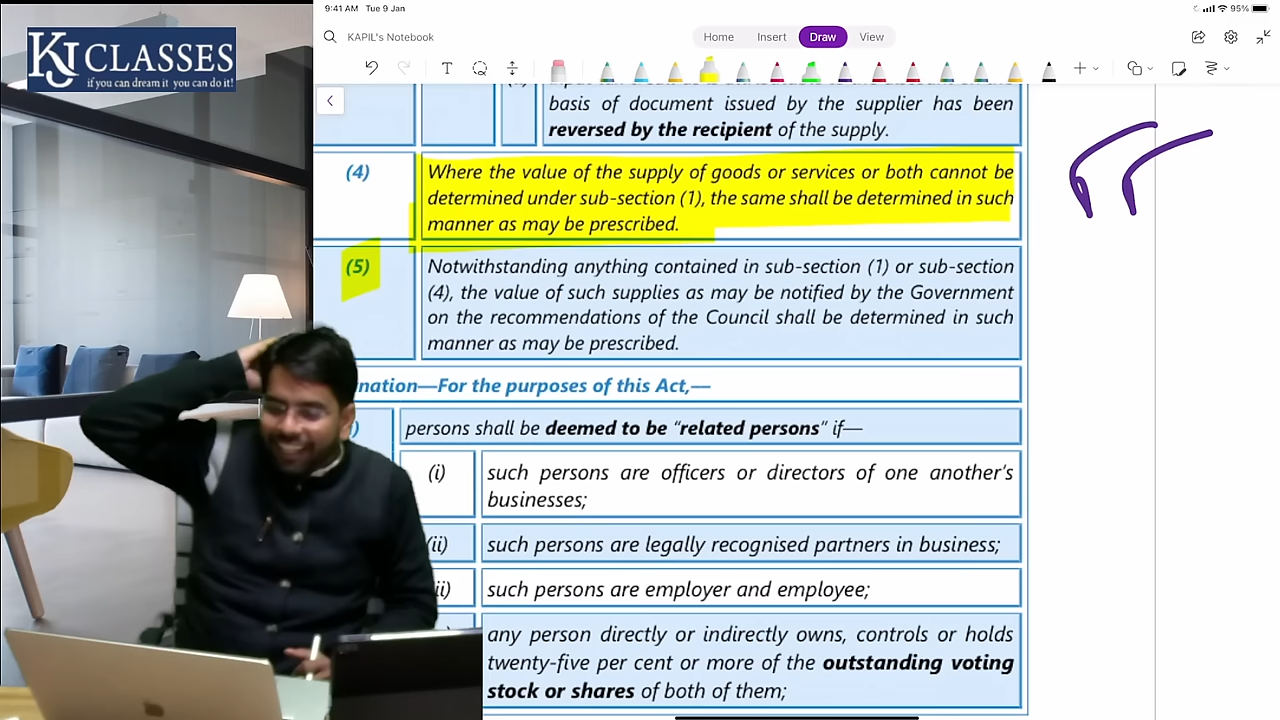 KJ CLASSES
if you can dream it you can do it!
9:41 AM Tue 9 Jan
95%
KAPIL's Notebook
Home Insert Draw View
basis of document issued by the supplier has been
reversed by the recipient of the supply.
(4) Where the value of the supply of goods or services or both cannot be
determined under sub-section (1), the same shall be determined in such
manner as may be prescribed.
(5) Notwithstanding anything contained in sub-section (1) or sub-section
(4), the value of such supplies as may be notified by the Government
on the recommendations of the Council shall be determined in such
manner as may be prescribed.
nation—For the purposes of this Act,—
persons shall be deemed to be “related persons” if—
(i) such persons are officers or directors of one another's
businesses;
(ii) such persons are legally recognised partners in business;
ii) such persons are employer and employee;
any person directly or indirectly owns, controls or holds
twenty-five per cent or more of the outstanding voting
stock or shares of both of them;